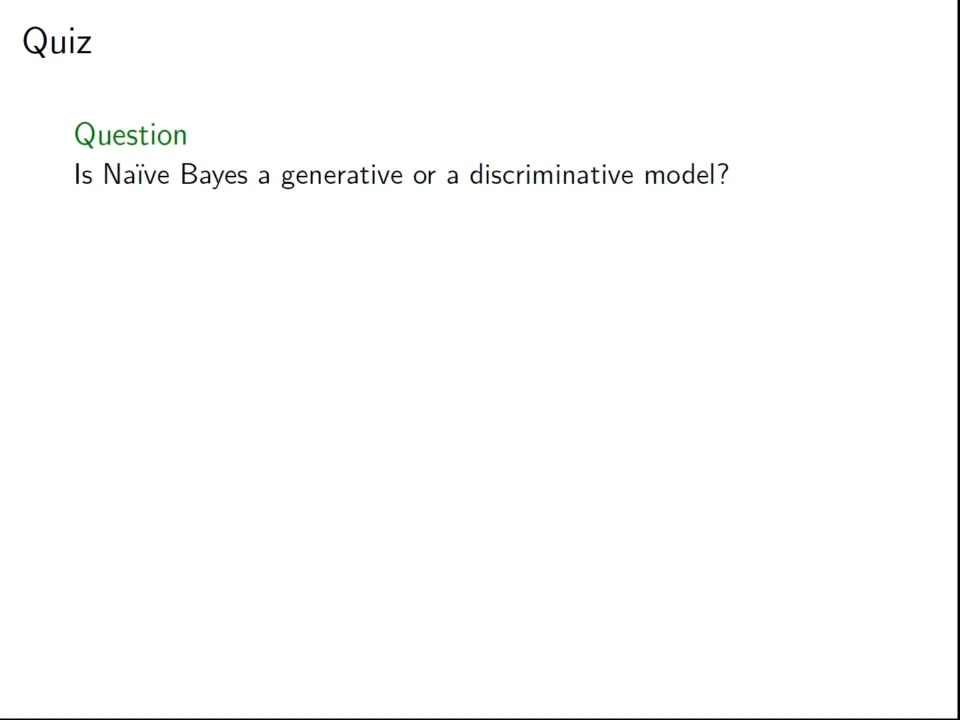 Quiz
Question
Is Naïve Bayes a generative or a discriminative model?